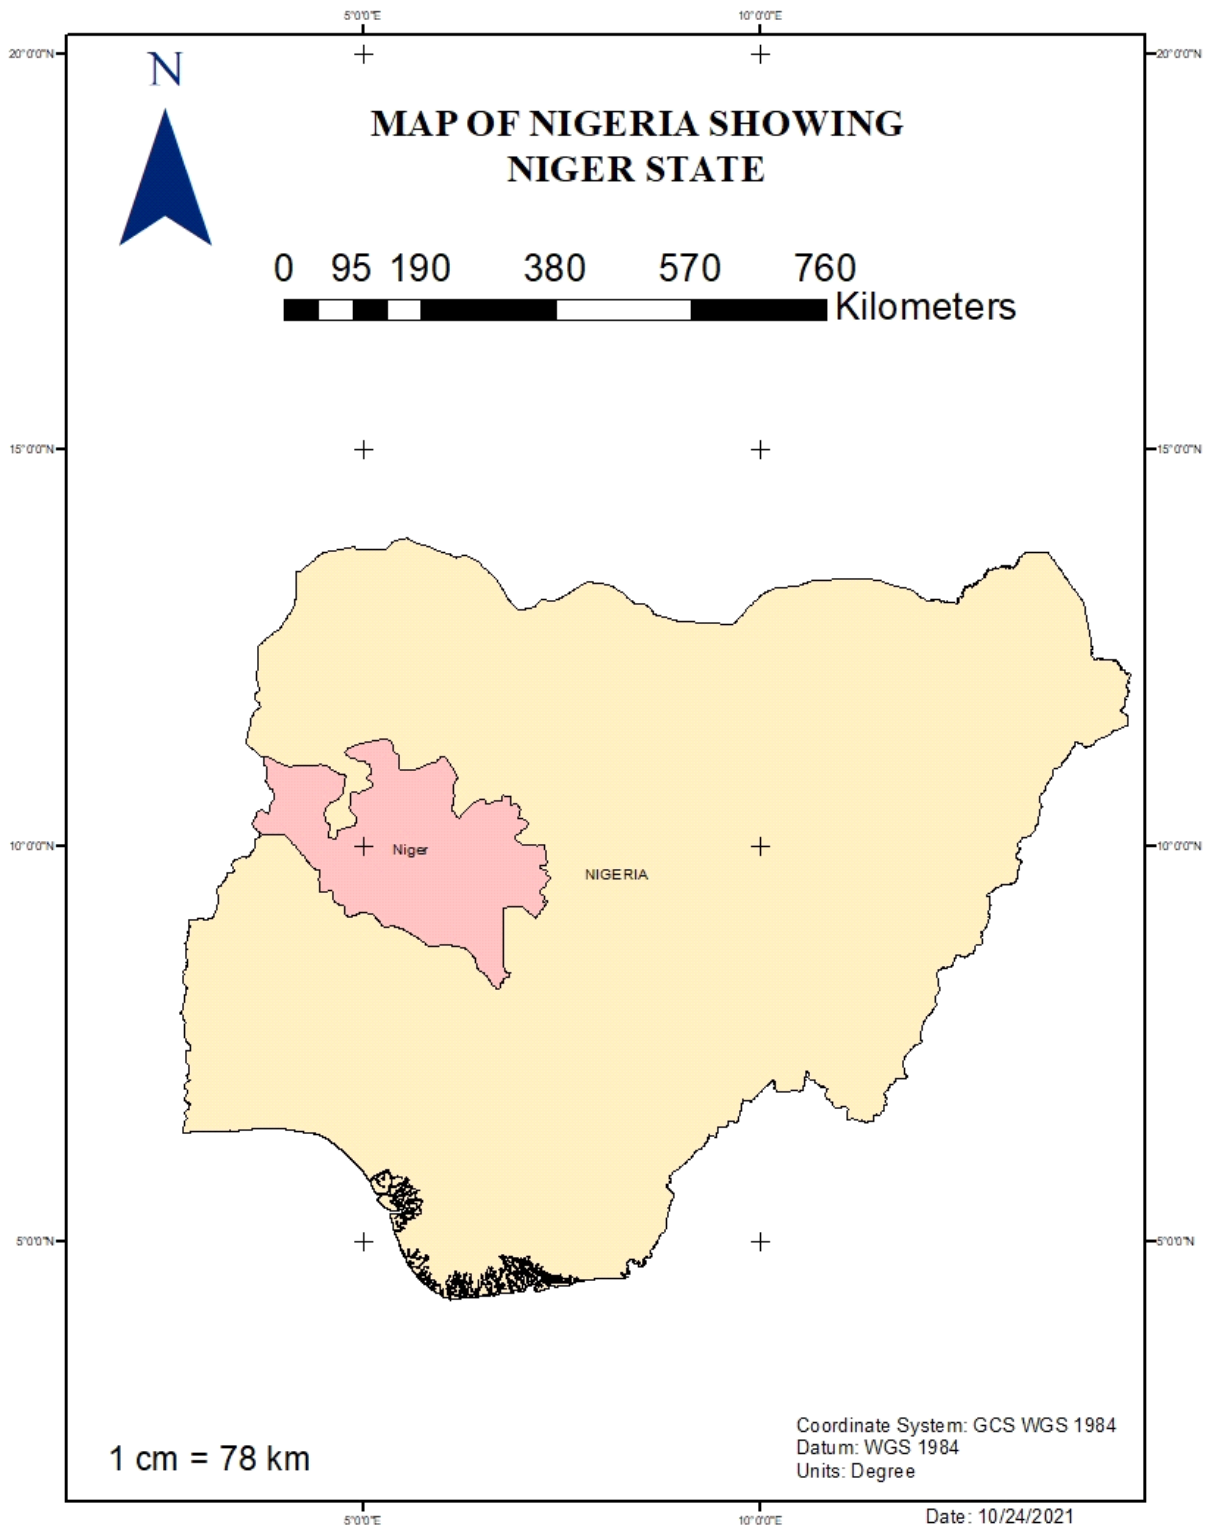 5°0'0"E 10°0'0"E
20°0'0"N 20°0'0"N
N
MAP OF NIGERIA SHOWING
NIGER STATE
0 95 190 380 570 760
Kilometers
15°0'0"N 15°0'0"N
10°0'0"N 10°0'0"N
Niger
NIGERIA
5°0'0"N 5°0'0"N
Coordinate System: GCS WGS 1984
Datum: WGS 1984
Units: Degree
1 cm = 78 km
5°0'0"E 10°0'0"E
Date: 10/24/2021